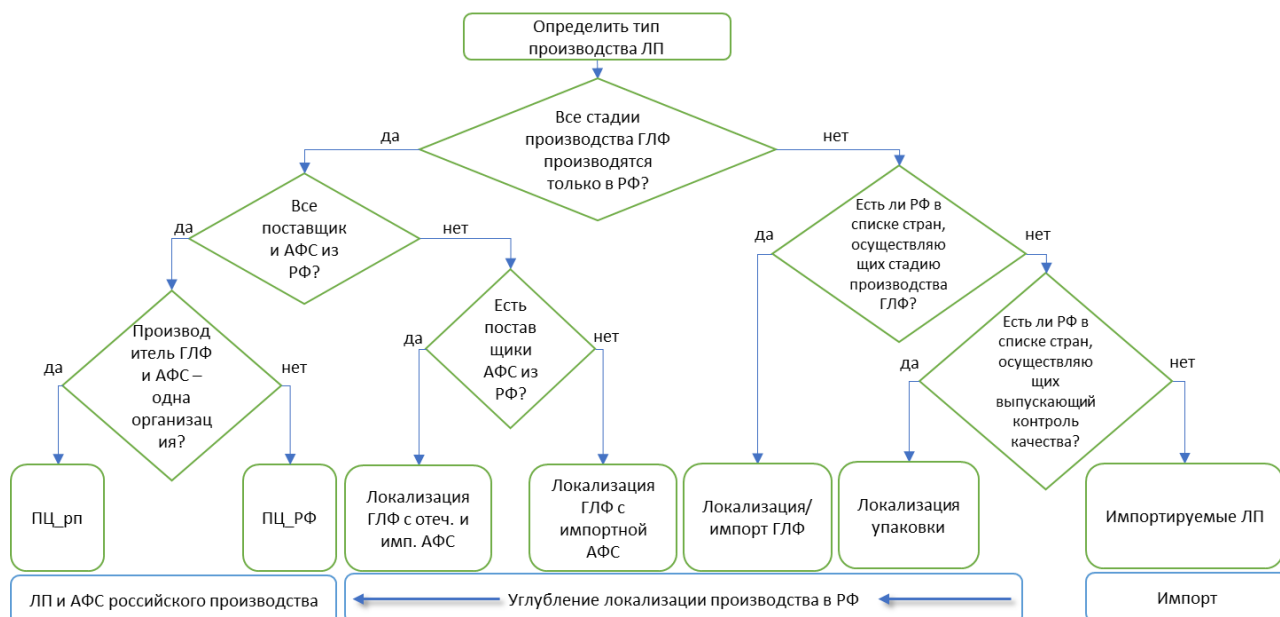 Определить тип
производства ЛП
Все стадии
производства ГЛФ
производятся
только в РФ?
да
нет
Все
поставщик
и АФС из
РФ?
да
нет
Есть ли РФ в
списке стран,
осуществляю
щих стадию
производства
ГЛФ?
да
нет
Производ
итель ГЛФ
и АФС –
одна
организац
ия?
да
нет
Есть
постав
щики
АФС из
РФ?
да
нет
Есть ли РФ в
списке стран,
осуществляю
щих
выпускающий
контроль
качества?
да
нет
ПЦ_рп
ПЦ_РФ
Локализация
ГЛФ с отеч. и
имп. АФС
Локализация
ГЛФ с
импортной
АФС
Локализация/
импорт ГЛФ
Локализация
упаковки
Импортируемые ЛП
ЛП и АФС российского производства
Углубление локализации производства в РФ
Импорт